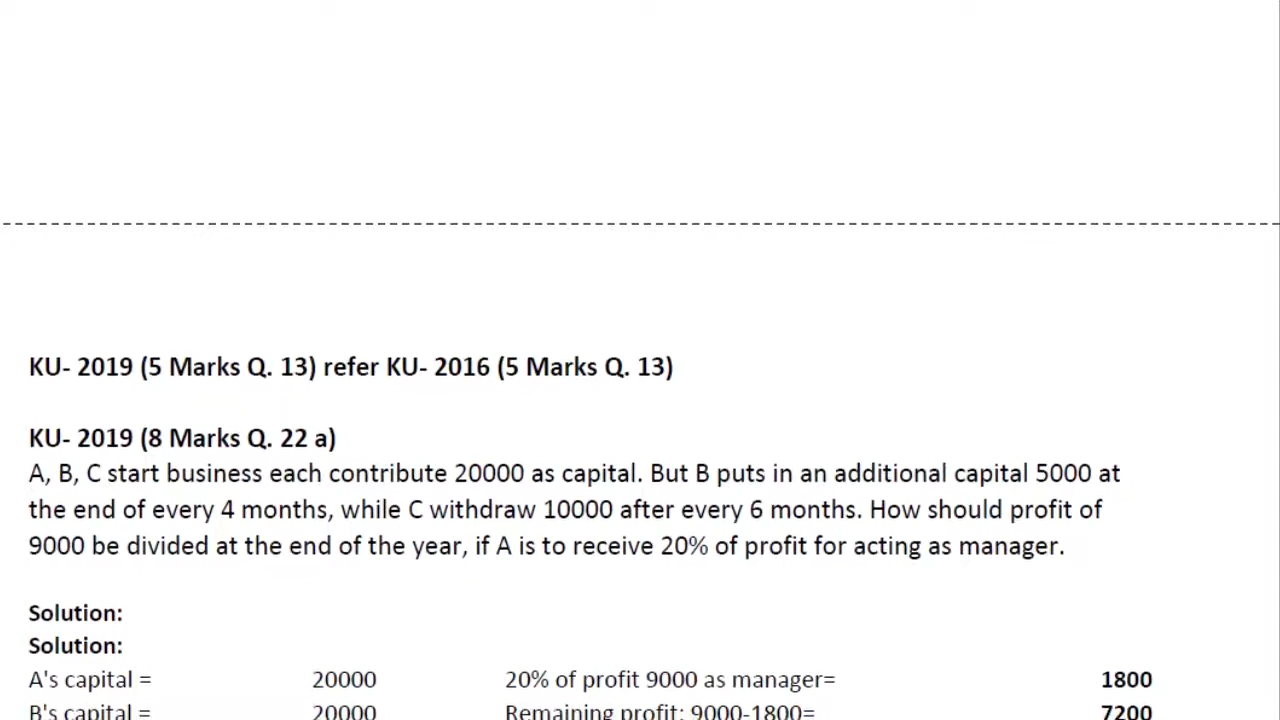 KU- 2019 (5 Marks Q. 13) refer KU- 2016 (5 Marks Q. 13)
KU- 2019 (8 Marks Q. 22 a)
A, B, C start business each contribute 20000 as capital. But B puts in an additional capital 5000 at
the end of every 4 months, while C withdraw 10000 after every 6 months. How should profit of
9000 be divided at the end of the year, if A is to receive 20% of profit for acting as manager.
Solution:
Solution:
A's capital = 20000 20% of profit 9000 as manager= 1800
B's capital = 20000 Remaining profit: 9000-1800= 7200